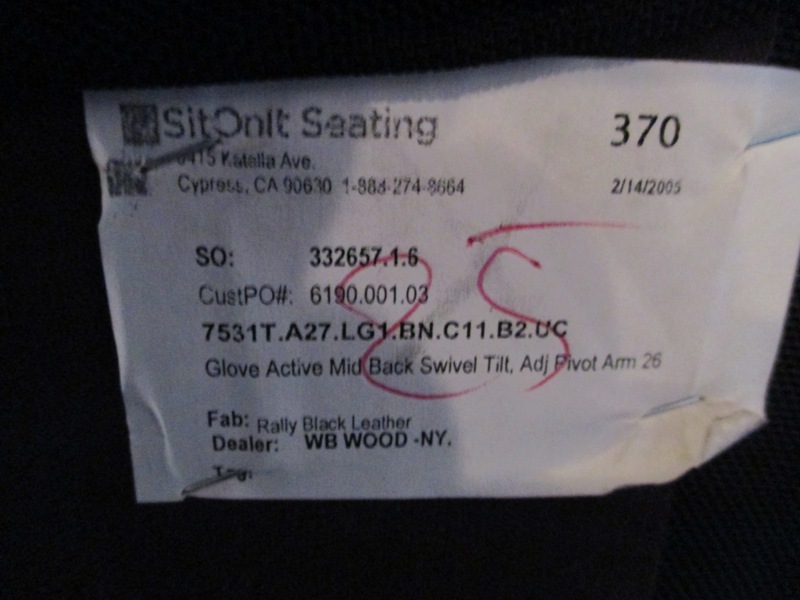 SitOnIt Seating
370
6415 Katella Ave.
Cypress, CA 90630 1-888-274-8664
2/14/2005
SO: 332657.1.6
CustPO#: 6190.001.03
7531T.A27.LG1.BN.C11.B2.UC
Glove Active Mid Back Swivel Tilt, Adj Pivot Arm 26
Fab: Rally Black Leather
Dealer: WB WOOD -NY.
Tag:
85